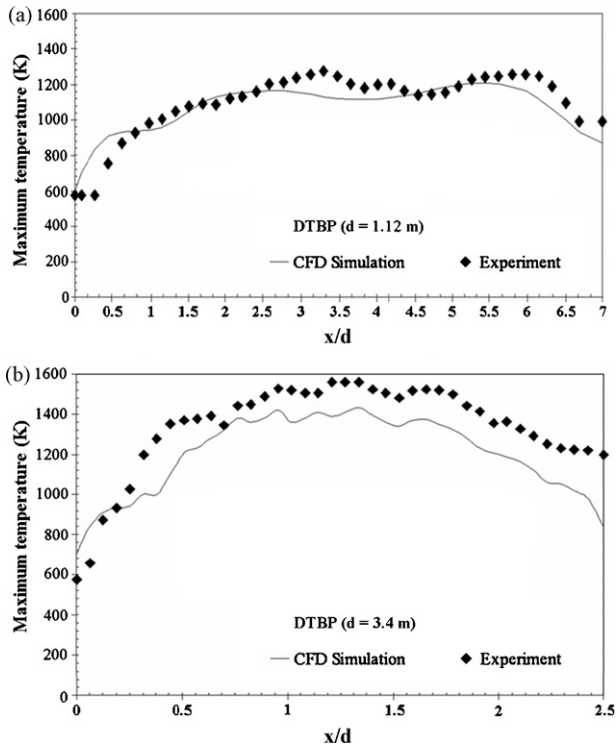 (a)
1600
1400
1200
1000
800
600
400
200
0
Maximum temperature (K)
DTBP (d = 1.12 m)
CFD Simulation
Experiment
0 0.5 1 1.5 2 2.5 3 3.5 4 4.5 5 5.5 6 6.5 7
x/d
(b)
1600
1400
1200
1000
800
600
400
200
0
Maximum temperature (K)
DTBP (d = 3.4 m)
CFD Simulation
Experiment
0 0.5 1 1.5 2 2.5
x/d